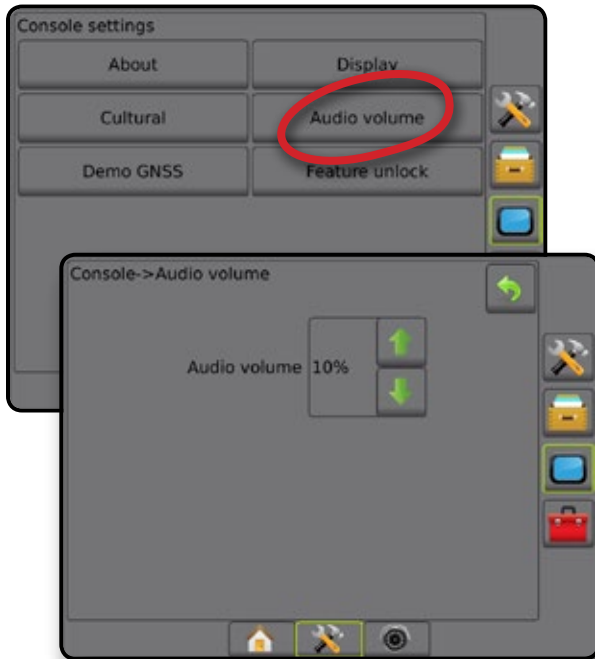 Console settings
About
Display
Cultural
Audio volume
Demo GNSS
Feature unlock
Console->Audio volume
Audio volume 10%